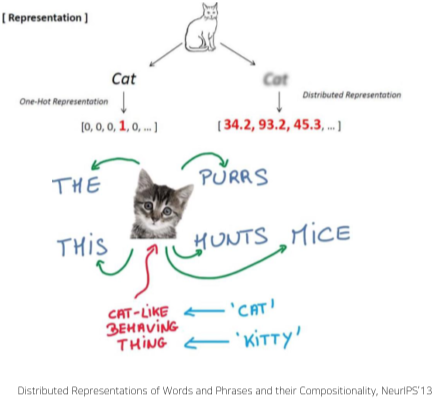 [ Representation ]
Cat
Cat
One-Hot Representation
Distributed Representation
[0, 0, 0, 1, 0, ... ]
[ 34.2, 93.2, 45.3, ... ]
THE
PURRS
THIS
HUNTS MICE
CAT-LIKE
BEHAVING
THING
'CAT'
'KITTY'
Distributed Representations of Words and Phrases and their Compositionality, NeurIPS'13